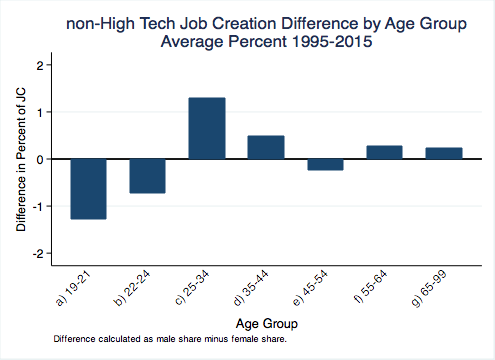 non-High Tech Job Creation Difference by Age Group
Average Percent 1995-2015
Difference in Percent of JC
2
1
0
-1
-2
a) 19-21
b) 22-24
c) 25-34
d) 35-44
e) 45-54
f) 55-64
g) 65-99
Age Group
Difference calculated as male share minus female share.